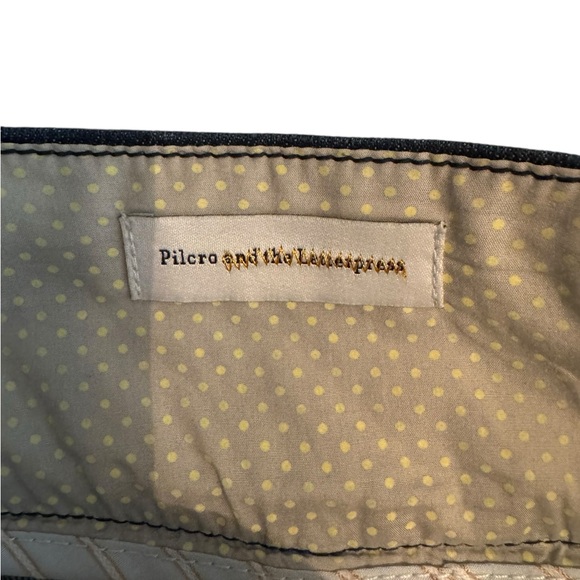 Pilcro and the Letterpress